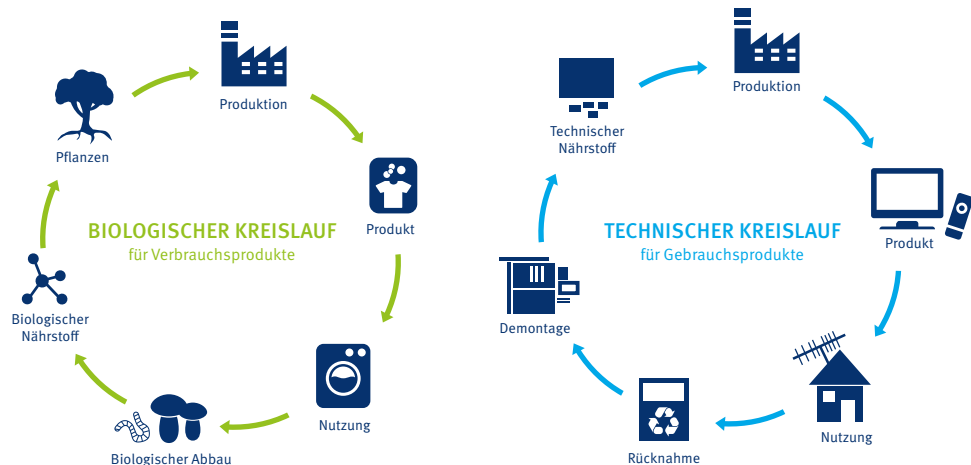 Produktion
Pflanzen
Produkt
BIOLOGISCHER KREISLAUF
für Verbrauchsprodukte
Biologischer
Nährstoff
Nutzung
Biologischer Abbau
Produktion
Technischer
Nährstoff
Produkt
TECHNISCHER KREISLAUF
für Gebrauchsprodukte
Demontage
Nutzung
Rücknahme